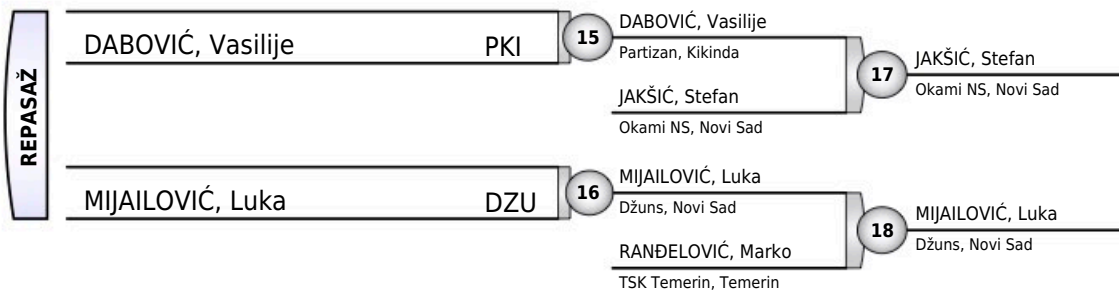 REPASAŽ
DABOVIĆ, Vasilije PKI
15
DABOVIĆ, Vasilije
Partizan, Kikinda
JAKŠIĆ, Stefan
Okami NS, Novi Sad
17
JAKŠIĆ, Stefan
Okami NS, Novi Sad
MIJAILOVIĆ, Luka DZU
16
MIJAILOVIĆ, Luka
Džuns, Novi Sad
RANĐELOVIĆ, Marko
TSK Temerin, Temerin
18
MIJAILOVIĆ, Luka
Džuns, Novi Sad